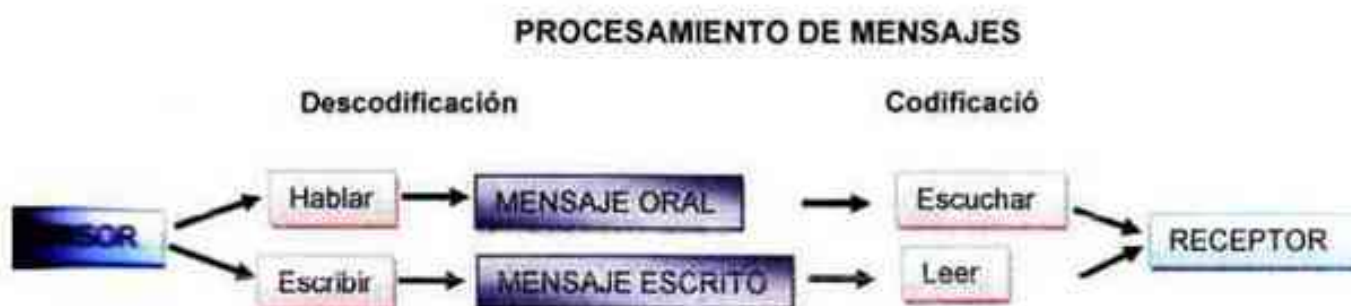 PROCESAMIENTO DE MENSAJES
Descodificación Codificació
Hablar MENSAJE ORAL Escuchar
RECEPTOR
Escribir MENSAJE ESCRITO Leer